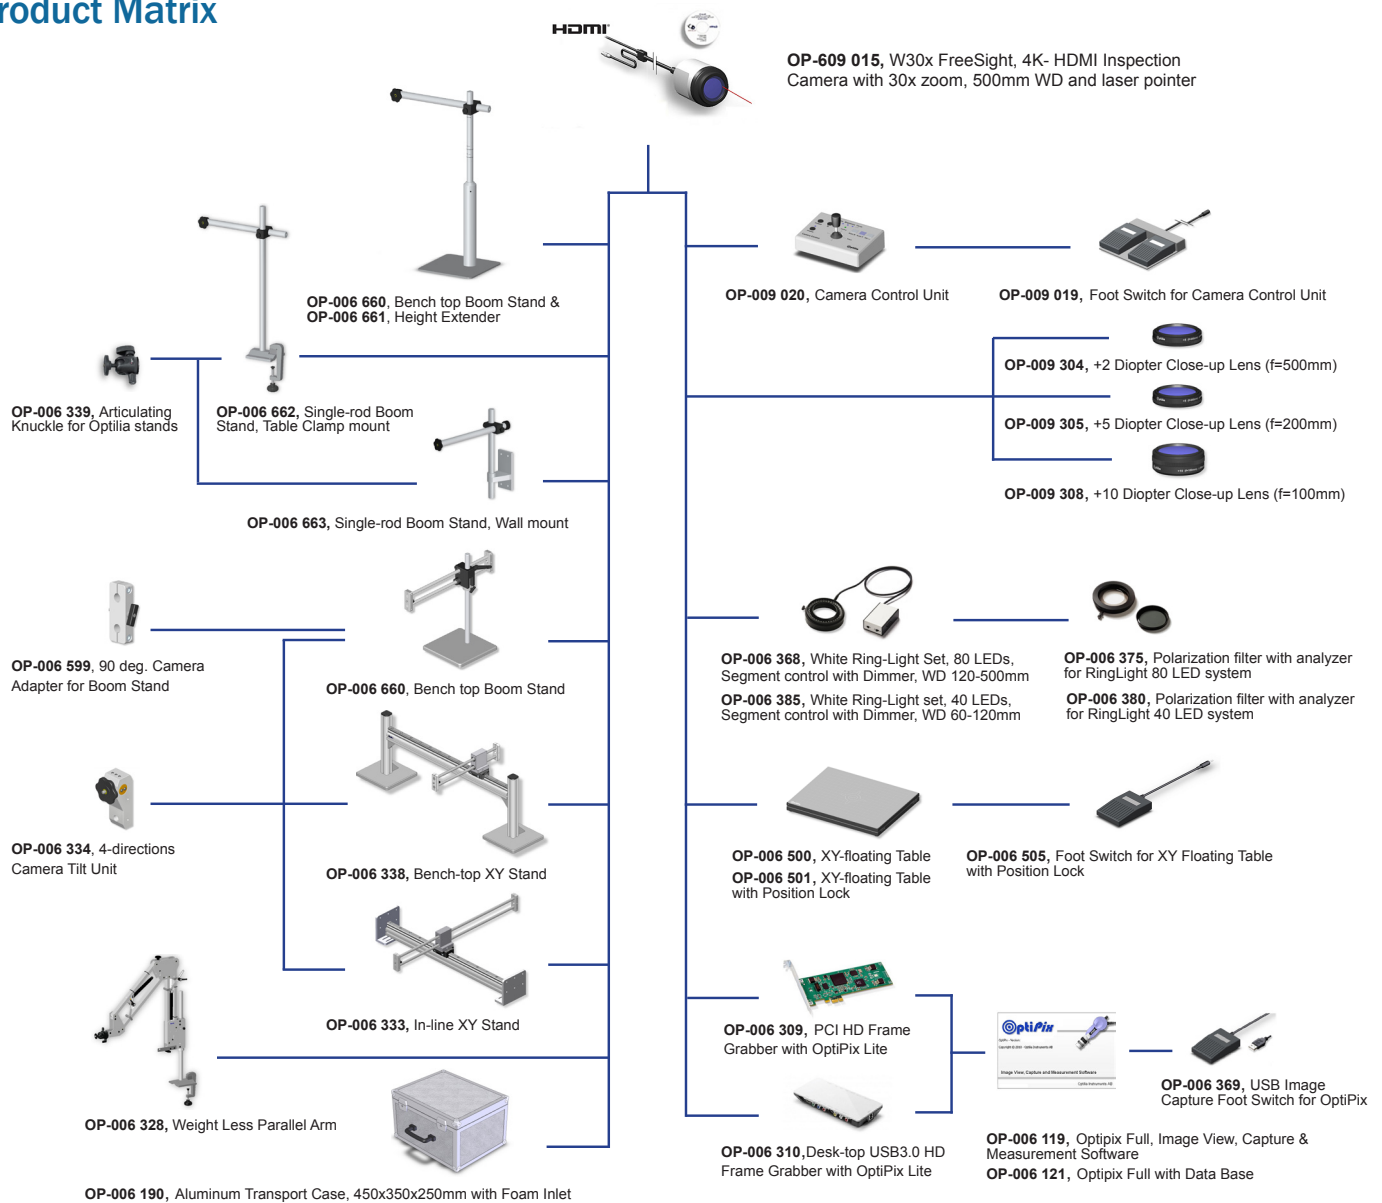 roduct Matrix
HDMI
OP-609 015, W30x FreeSight, 4K- HDMI Inspection
Camera with 30x zoom, 500mm WD and laser pointer
OP-006 660, Bench top Boom Stand &
OP-006 661, Height Extender
OP-009 020, Camera Control Unit
OP-009 019, Foot Switch for Camera Control Unit
OP-006 339, Articulating
Knuckle for Optilia stands
OP-006 662, Single-rod Boom
Stand, Table Clamp mount
OP-009 304, +2 Diopter Close-up Lens (f=500mm)
OP-009 305, +5 Diopter Close-up Lens (f=200mm)
OP-009 308, +10 Diopter Close-up Lens (f=100mm)
OP-006 663, Single-rod Boom Stand, Wall mount
OP-006 599, 90 deg. Camera
Adapter for Boom Stand
OP-006 660, Bench top Boom Stand
OP-006 368, White Ring-Light Set, 80 LEDs,
Segment control with Dimmer, WD 120-500mm
OP-006 385, White Ring-Light set, 40 LEDs,
Segment control with Dimmer, WD 60-120mm
OP-006 375, Polarization filter with analyzer
for RingLight 80 LED system
OP-006 380, Polarization filter with analyzer
for RingLight 40 LED system
OP-006 334, 4-directions
Camera Tilt Unit
OP-006 338, Bench-top XY Stand
OP-006 500, XY-floating Table
OP-006 501, XY-floating Table
with Position Lock
OP-006 505, Foot Switch for XY Floating Table
with Position Lock
OP-006 333, In-line XY Stand
OP-006 309, PCI HD Frame
Grabber with OptiPix Lite
OptiPix
Image View, Capture and Measurement Software
OP-006 369, USB Image
Capture Foot Switch for OptiPix
OP-006 328, Weight Less Parallel Arm
OP-006 310,Desk-top USB3.0 HD
Frame Grabber with OptiPix Lite
OP-006 119, Optipix Full, Image View, Capture &
Measurement Software
OP-006 121, Optipix Full with Data Base
OP-006 190, Aluminum Transport Case, 450x350x250mm with Foam Inlet